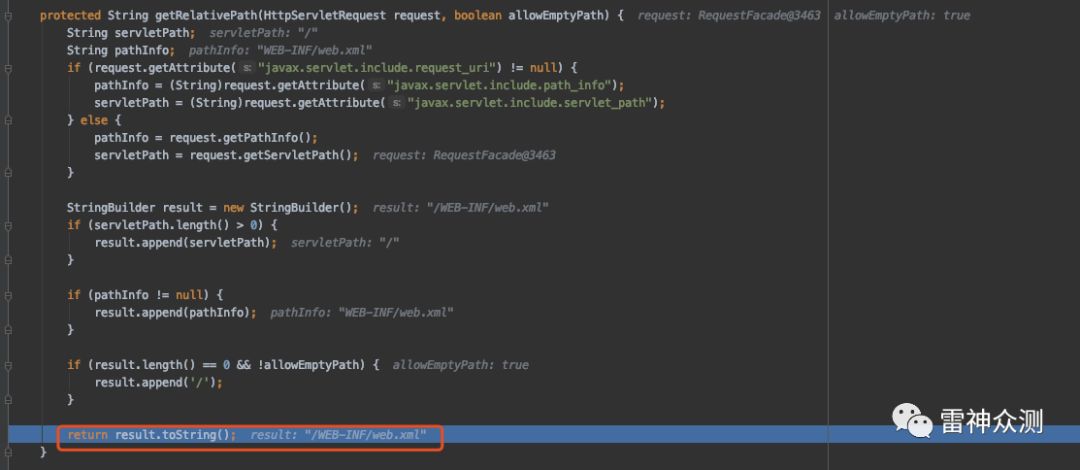 protected String getRelativePath(HttpServletRequest request, boolean allowEmptyPath) {  request: RequestFacade@3463  allowEmptyPath: true
String servletPath;  servletPath: "/"
String pathInfo;  pathInfo: "WEB-INF/web.xml"
if (request.getAttribute( s: "javax.servlet.include.request_uri") != null) {
pathInfo = (String)request.getAttribute( s: "javax.servlet.include.path_info");
servletPath = (String)request.getAttribute( s: "javax.servlet.include.servlet_path");
} else {
pathInfo = request.getPathInfo();
servletPath = request.getServletPath();  request: RequestFacade@3463
}
StringBuilder result = new StringBuilder();  result: "/WEB-INF/web.xml"
if (servletPath.length() > 0) {
result.append(servletPath);  servletPath: "/"
}
if (pathInfo != null) {
result.append(pathInfo);  pathInfo: "WEB-INF/web.xml"
}
if (result.length() == 0 && !allowEmptyPath) {  allowEmptyPath: true
result.append('/');
}
return result.toString();  result: "/WEB-INF/web.xml"
}
雷神众测